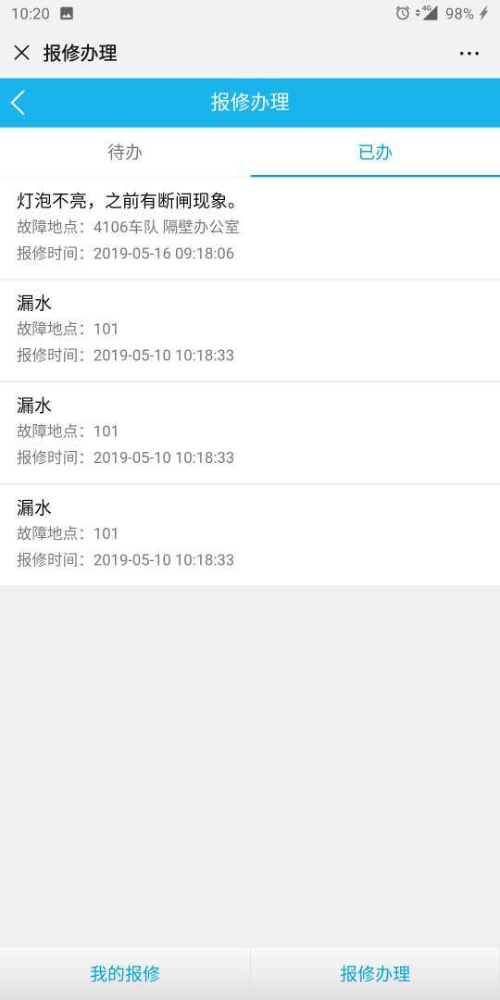 10:20 4G 98%
报修办理
报修办理
待办 已办
灯泡不亮，之前有断闸现象。
故障地点：4106车队 隔壁办公室
报修时间：2019-05-16 09:18:06
漏水
故障地点：101
报修时间：2019-05-10 10:18:33
漏水
故障地点：101
报修时间：2019-05-10 10:18:33
漏水
故障地点：101
报修时间：2019-05-10 10:18:33
我的报修 报修办理